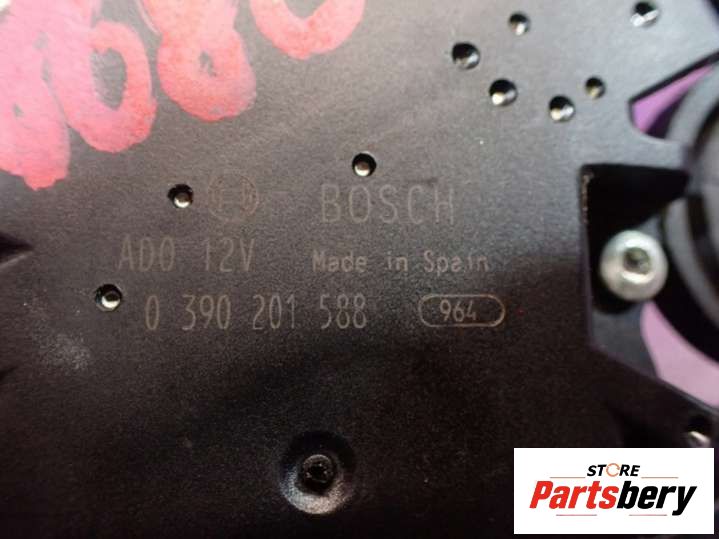 BOSCH
AD0 12V Made in Spain
0 390 201 588 964
STORE
Partsbery